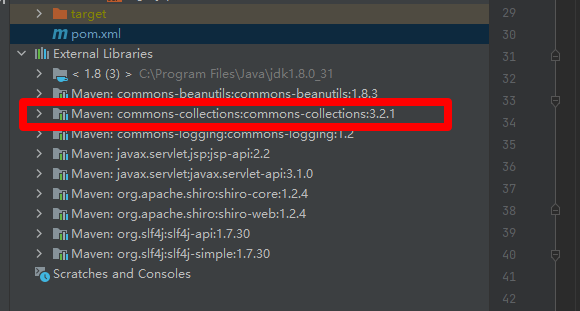 target
pom.xml
External Libraries
< 1.8 (3) > C:\Program Files\Java\jdk1.8.0_31
Maven: commons-beanutils:commons-beanutils:1.8.3
Maven: commons-collections:commons-collections:3.2.1
Maven: commons-logging:commons-logging:1.2
Maven: javax.servlet.jsp:jsp-api:2.2
Maven: javax.servlet:javax.servlet-api:3.1.0
Maven: org.apache.shiro:shiro-core:1.2.4
Maven: org.apache.shiro:shiro-web:1.2.4
Maven: org.slf4j:slf4j-api:1.7.30
Maven: org.slf4j:slf4j-simple:1.7.30
Scratches and Consoles
29
30
31
32
33
34
35
36
37
38
39
40
41
42